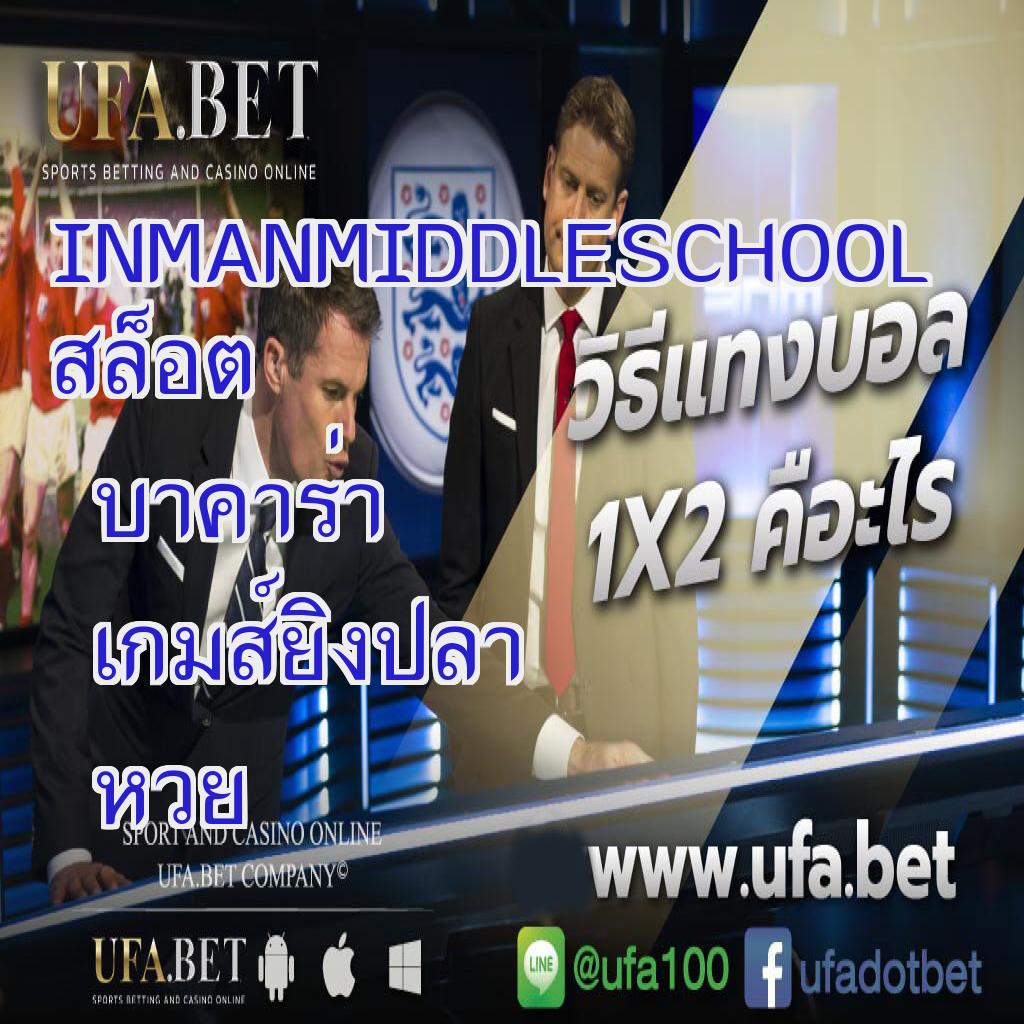 UFA.BET
SPORTS BETTING AND CASINO ONLINE
INMANMIDDLESCHOOL
สล็อต
บาคาร่า
เกมส์ยิงปลา
หวย
วิธีแทงบอล
1X2 คืออะไร
SPORT AND CASINO ONLINE
UFA.BET COMPANY©
www.ufa.bet
UFA.BET
SPORTS BETTING AND CASINO ONLINE
LINE
@ufa100
f
ufadotbet